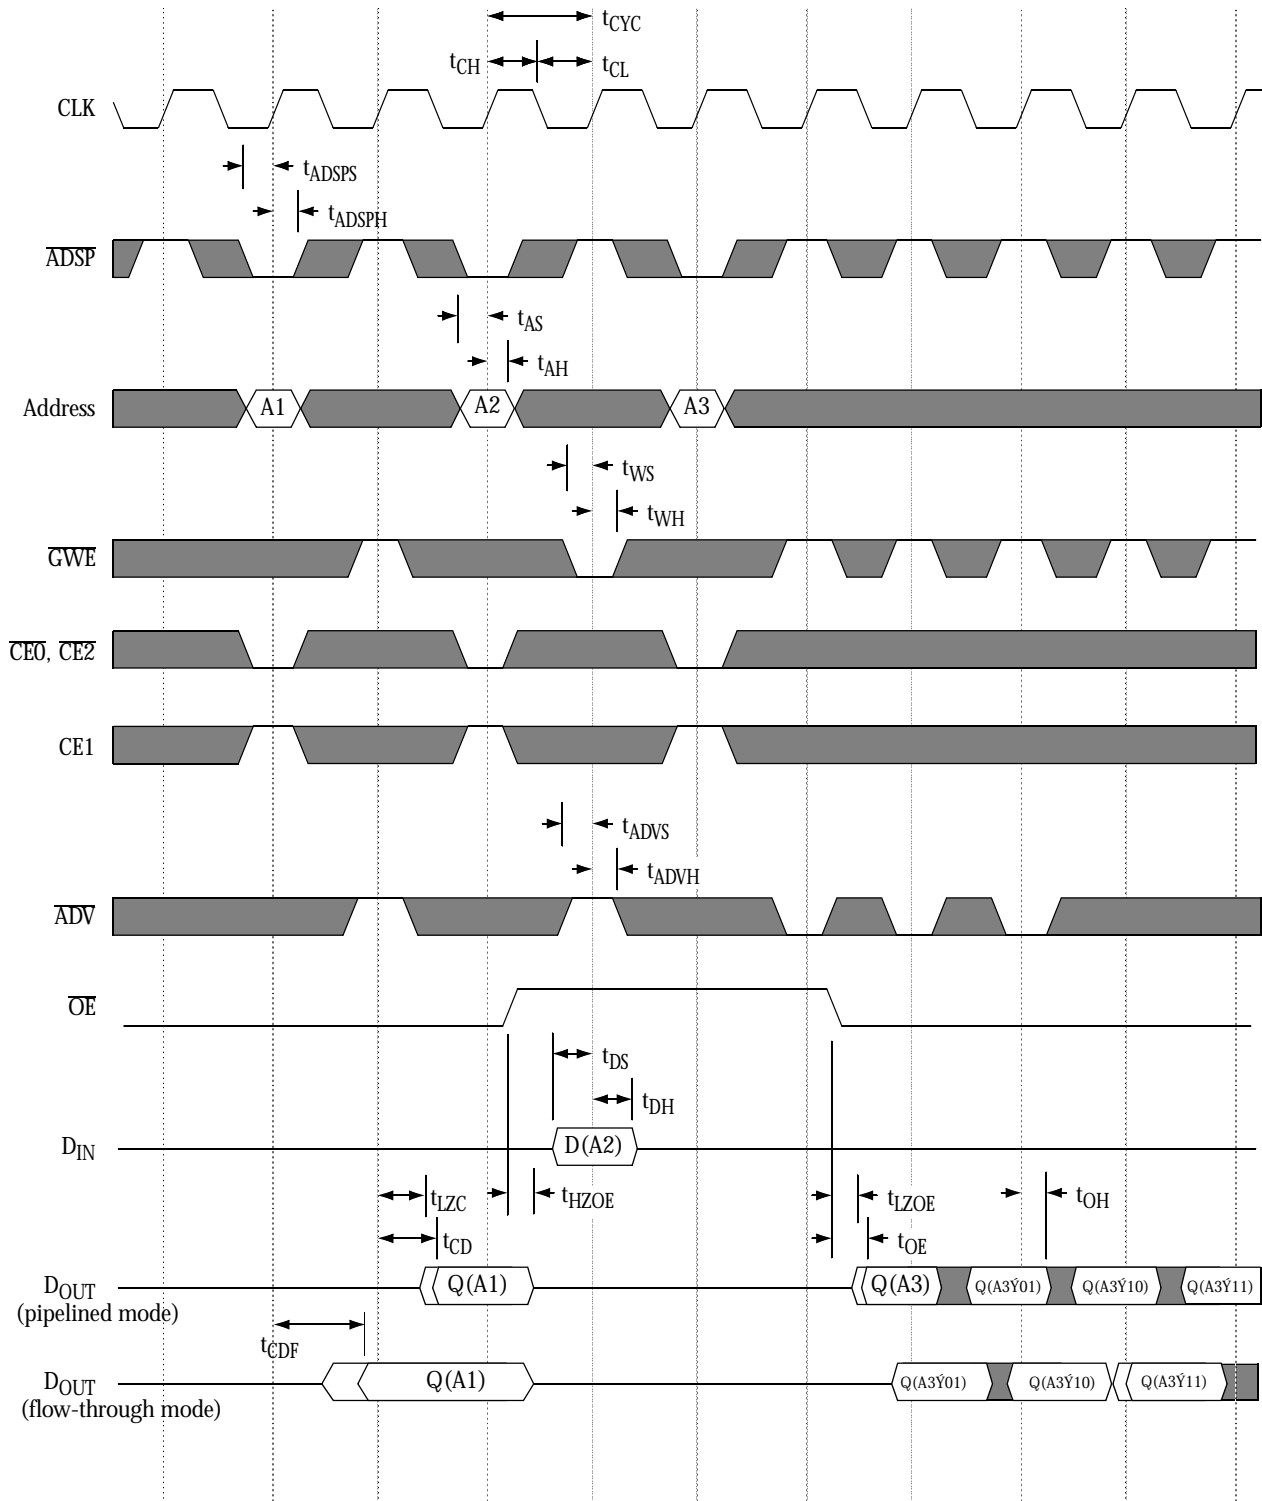 tCYC
tCH tCL
CLK
tADSPS
tADSPH
ADSP
tAS
tAH
Address A1 A2 A3
tWS
tWH
GWE
CE0, CE2
CE1
tADVS
tADVH
ADV
OE
tDS
tDH
DIN D(A2)
tLZC tHZOE tLZOE tOH
tCD tOE
DOUT Q(A1) Q(A3) Q(A3Ý01) Q(A3Ý10) Q(A3Ý11)
(pipelined mode)
tCDF
DOUT Q(A1) Q(A3Ý01) Q(A3Ý10) Q(A3Ý11)
(flow-through mode)